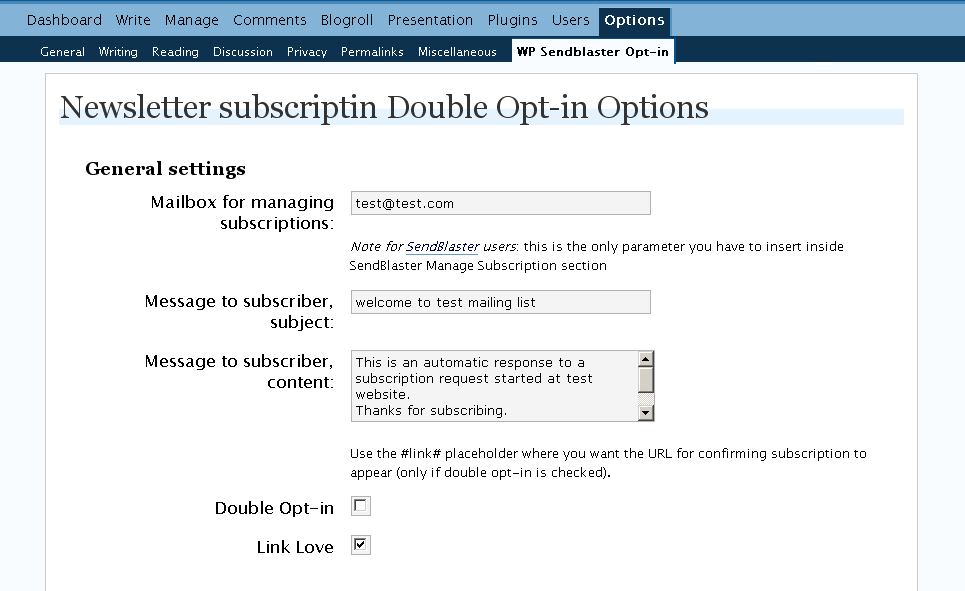 Dashboard Write Manage Comments Blogroll Presentation Plugins Users Options
General Writing Reading Discussion Privacy Permalinks Miscellaneous WP Sendblaster Opt-in
Newsletter subscriptin Double Opt-in Options
General settings
Mailbox for managing
subscriptions:
test@test.com
Note for SendBlaster users: this is the only parameter you have to insert inside
SendBlaster Manage Subscription section
Message to subscriber,
subject:
welcome to test mailing list
Message to subscriber,
content:
This is an automatic response to a
subscription request started at test
website.
Thanks for subscribing.
Use the #link# placeholder where you want the URL for confirming subscription to
appear (only if double opt-in is checked).
Double Opt-in
Link Love